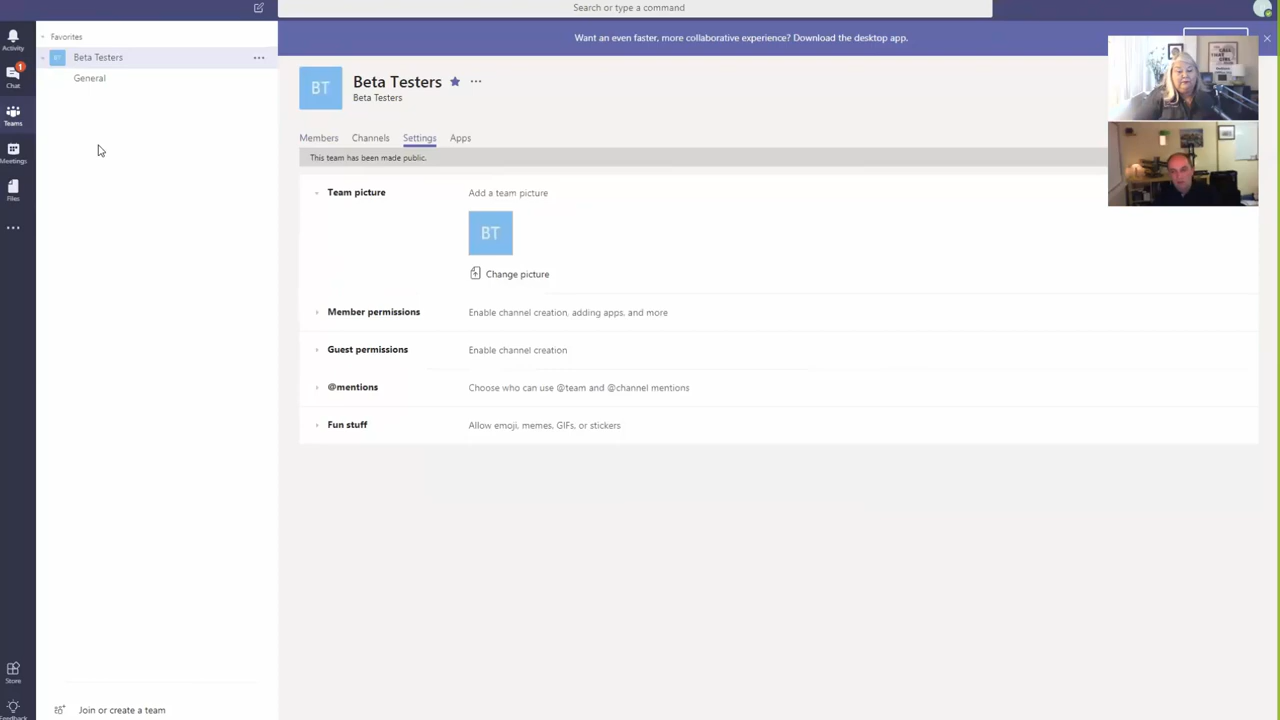 Search or type a command
Want an even faster, more collaborative experience? Download the desktop app.
Activity
Chat
1
Teams
Meetings
Files
Store
Feedback
Favorites
BT Beta Testers
General
Join or create a team
BT
Beta Testers
Beta Testers
Members Channels Settings Apps
This team has been made public.
Team picture Add a team picture
BT
Change picture
Member permissions Enable channel creation, adding apps, and more
Guest permissions Enable channel creation
@mentions Choose who can use @team and @channel mentions
Fun stuff Allow emoji, memes, GIFs, or stickers